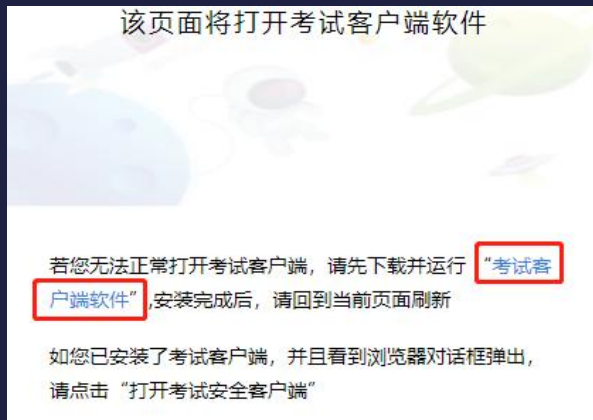 该页面将打开考试客户端软件
若您无法正常打开考试客户端，请先下载并运行 “考试客
户端软件” ,安装完成后，请回到当前页面刷新
如您已安装了考试客户端，并且看到浏览器对话框弹出，
请点击“打开考试安全客户端”